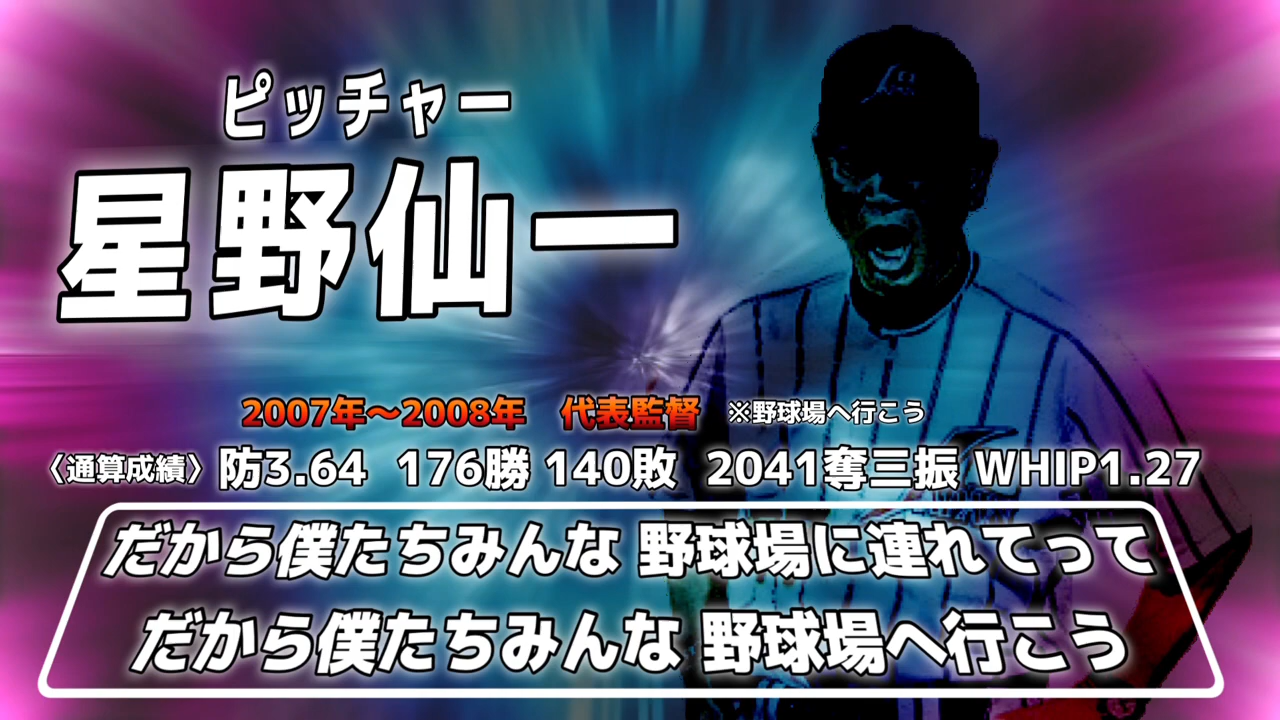 ピッチャー
星野仙一
2007年〜2008年 代表監督 ※野球場へ行こう
〈通算成績〉防3.64 176勝 140敗 2041奪三振 WHIP1.27
だから僕たちみんな 野球場に連れてって
だから僕たちみんな 野球場へ行こう